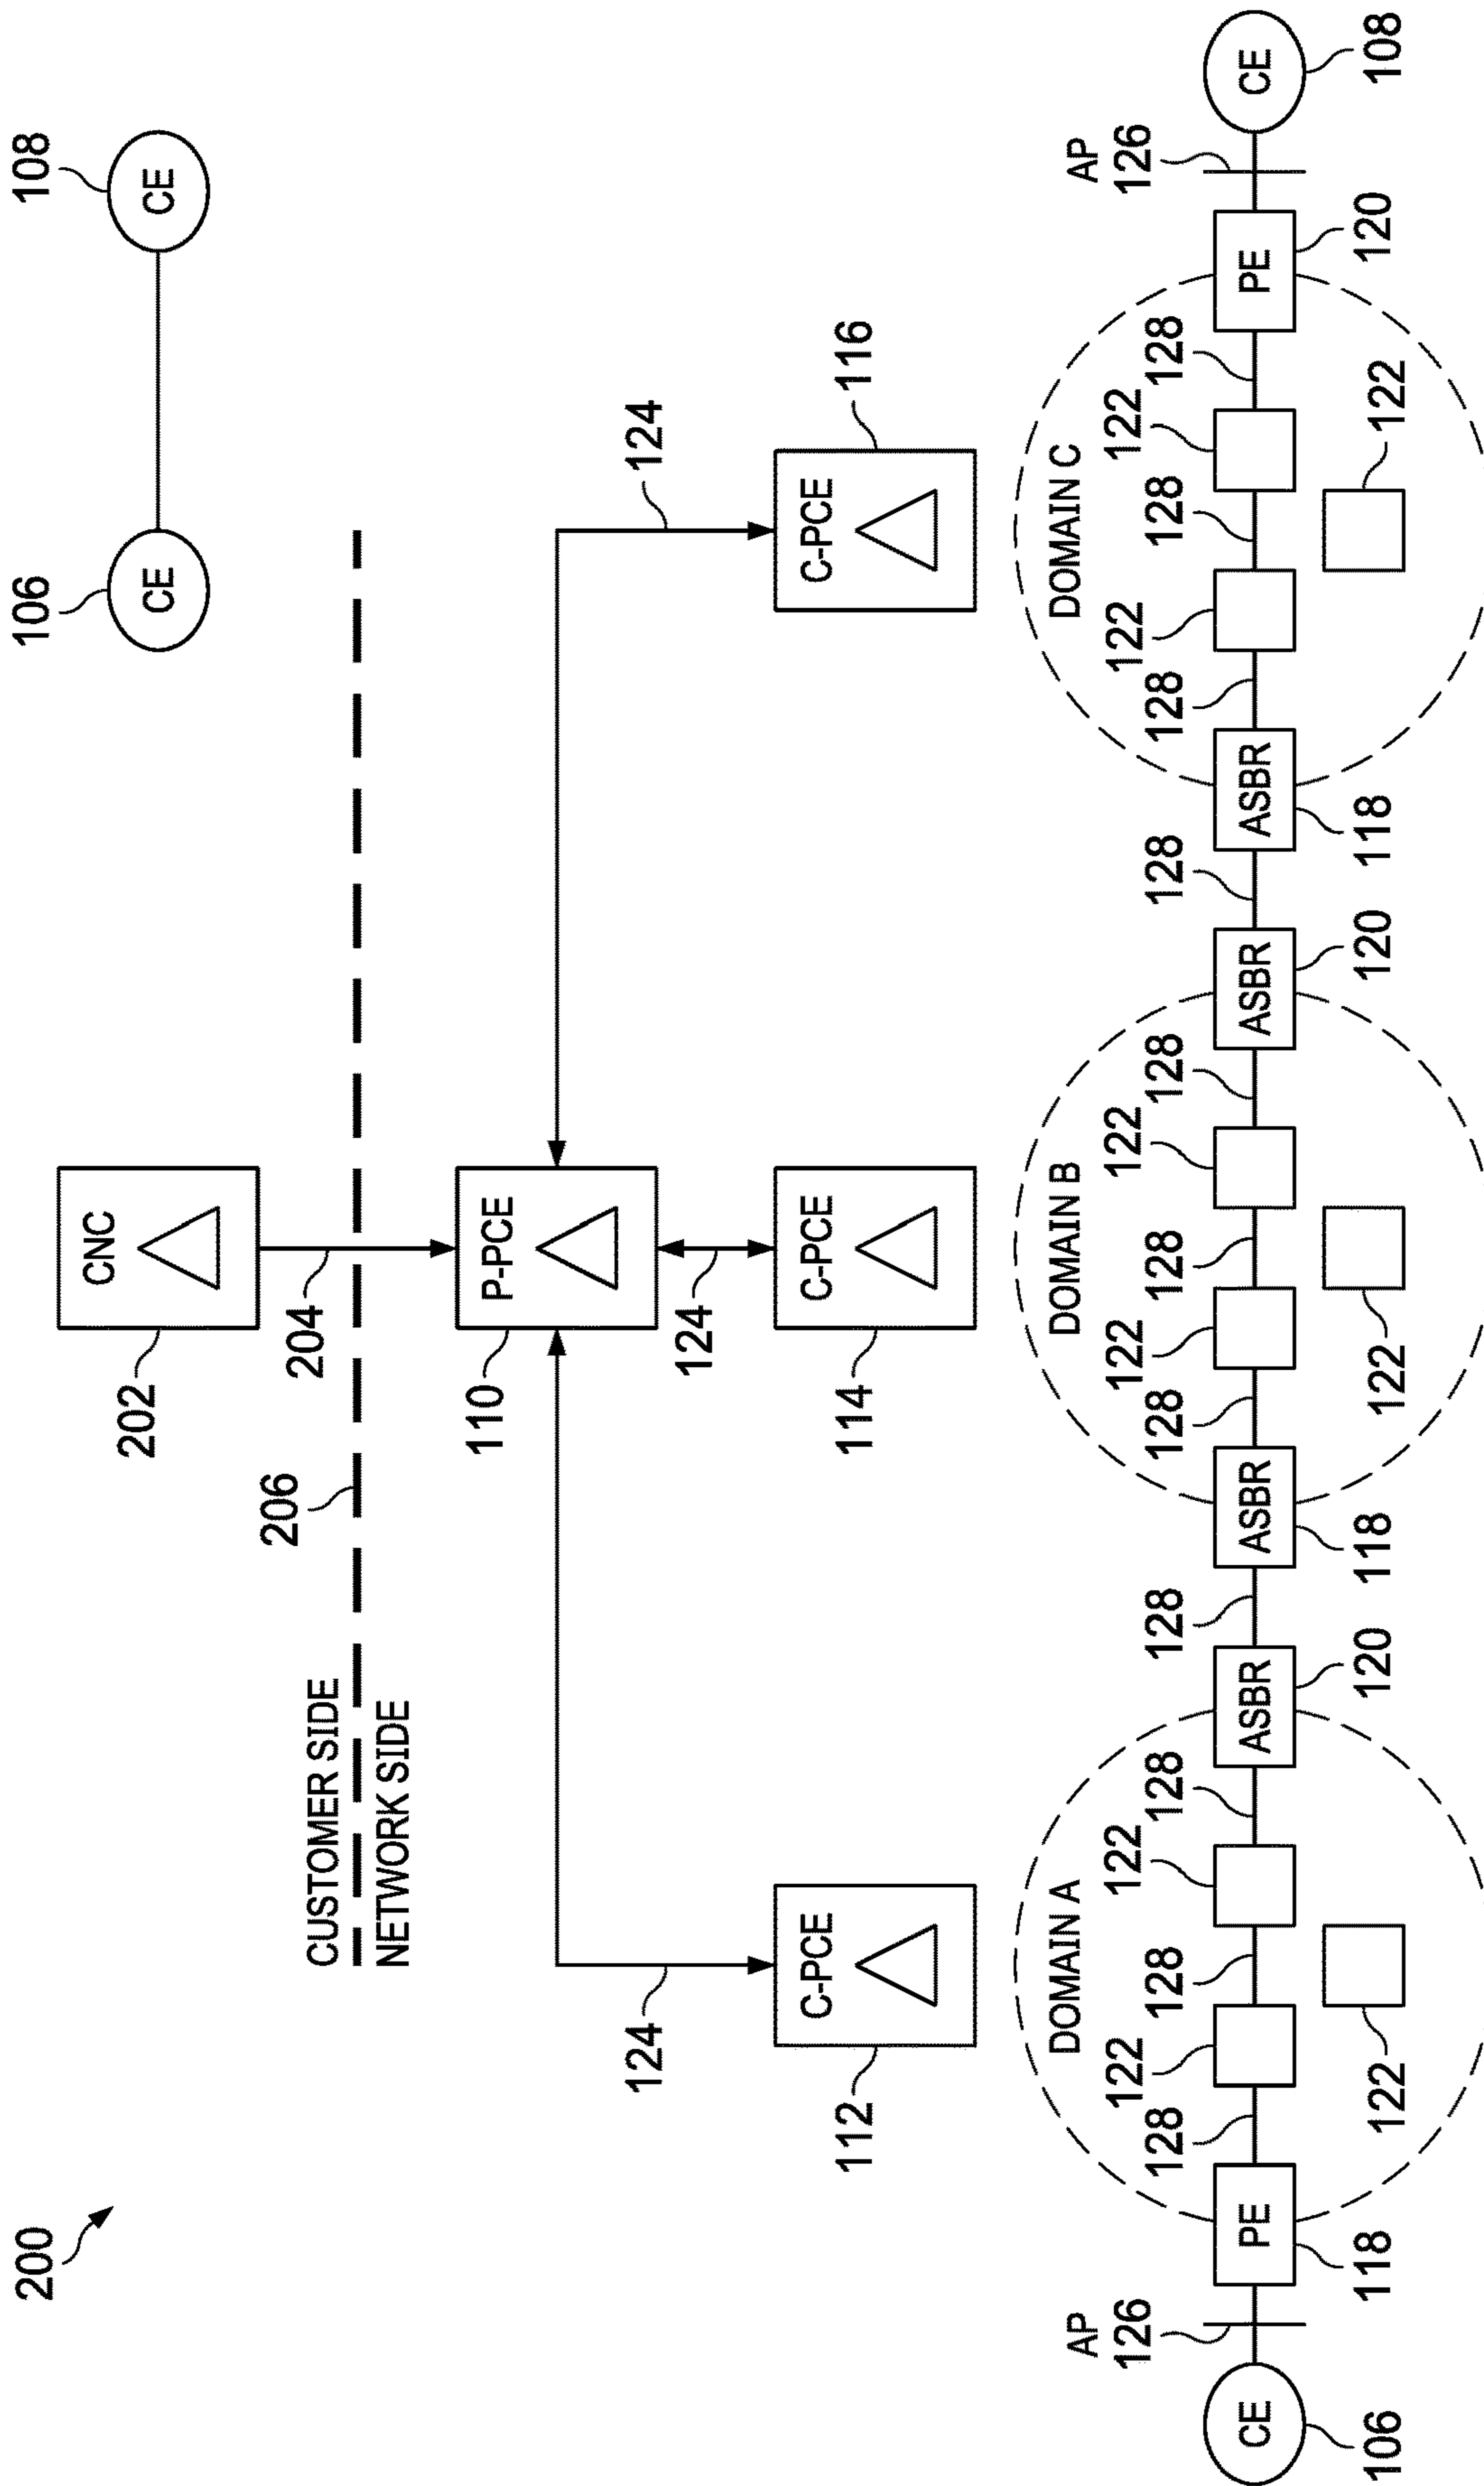 200
106
108
CNC
CE
CE
202
204
206
CUSTOMER SIDE
NETWORK SIDE
P-PCE
110
124
124
124
C-PCE
C-PCE
C-PCE
112
114
116
DOMAIN A
DOMAIN B
DOMAIN C
AP
AP
126
122
122
122
122
122
122
126
128
128
128
128
128
128
128
128
128
128
128
CE
PE
ASBR
ASBR
ASBR
ASBR
PE
CE
106
118
122
120
118
122
120
118
122
120
108